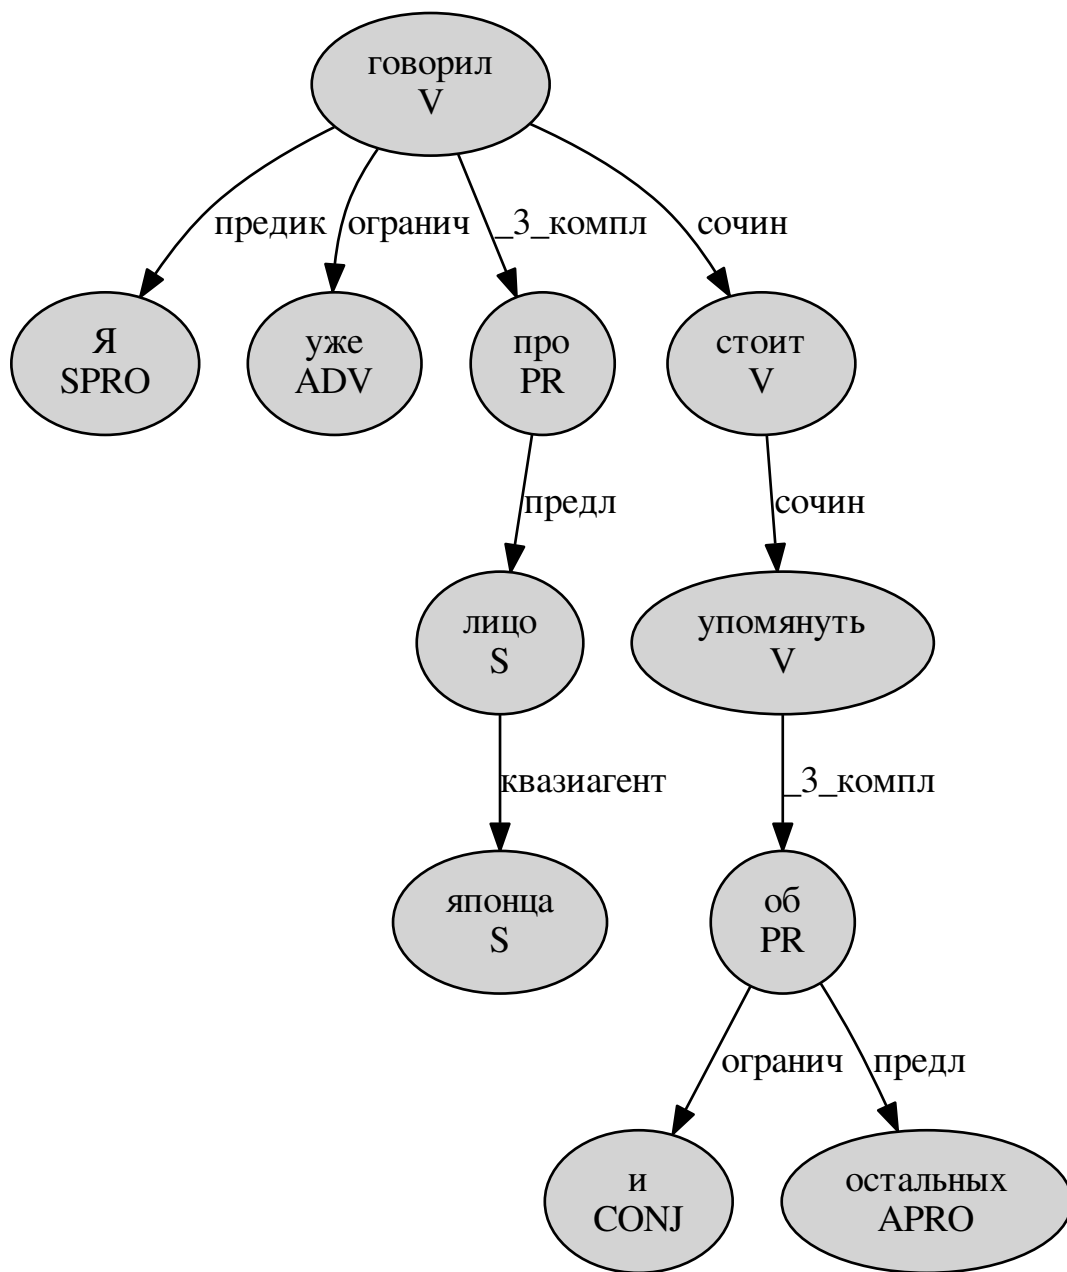 говорил
V
предик
огранич
_3_компл
сочин
Я
SPRO
уже
ADV
про
PR
стоит
V
предл
сочин
лицо
S
упомянуть
V
квазиагент
_3_компл
японца
S
об
PR
огранич
предл
и
CONJ
остальных
APRO